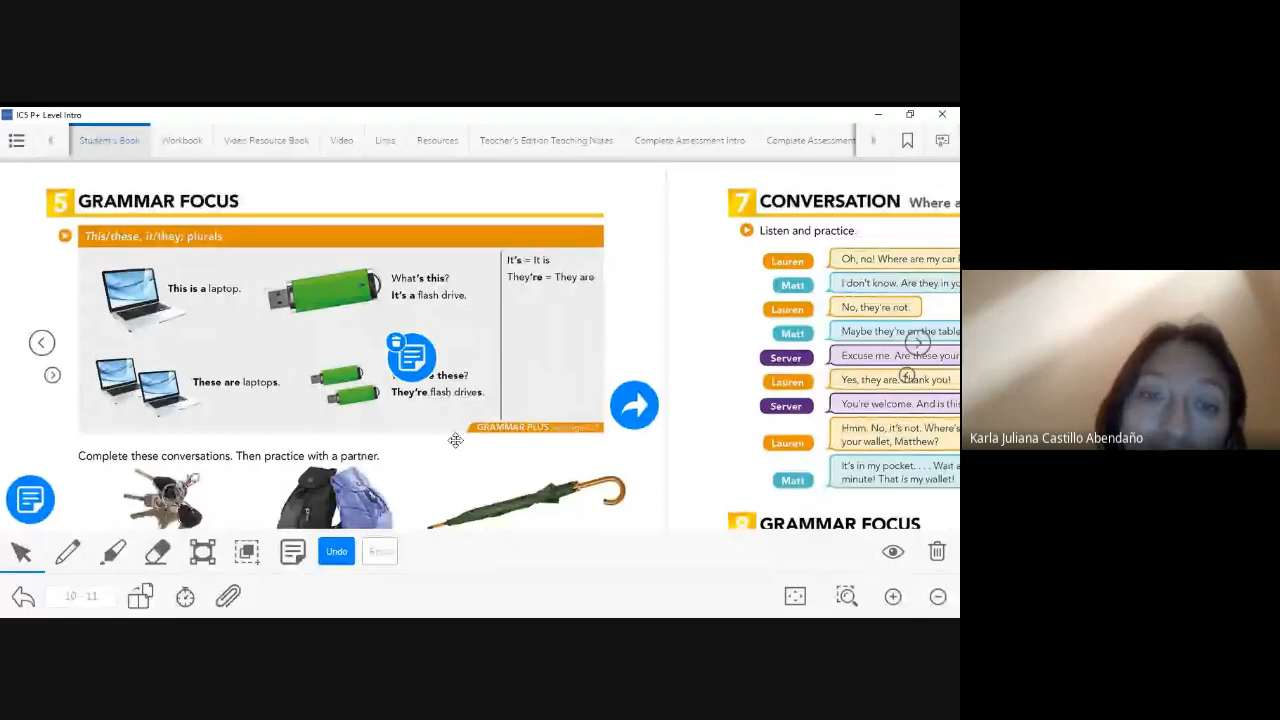 IC5 P+ Level Intro
Student's Book
Workbook
Video Resource Book
Video
Links
Resources
Teacher's Edition Teaching Notes
Complete Assessment Intro
Complete Assessment
5 GRAMMAR FOCUS
This/these, it/they; plurals
This is a laptop.
What's this?
It's a flash drive.
It's = It is
They're = They are
These are laptops.
these?
They're flash drives.
GRAMMAR PLUS
Complete these conversations. Then practice with a partner.
7 CONVERSATION Where a
Listen and practice.
Lauren Oh, no! Where are my car
Matt I don't know. Are they in yo
Lauren No, they're not.
Matt Maybe they're on the table
Server Excuse me. Are these your
Lauren Yes, they are. Thank you!
Server You're welcome. And is this
Lauren Hmm. No, it's not. Where's
your wallet, Matthew?
Matt It's in my pocket. . . . Wait a
minute! That is my wallet!
8 GRAMMAR FOCUS
Undo
10 - 11
Karla Juliana Castillo Abendaño